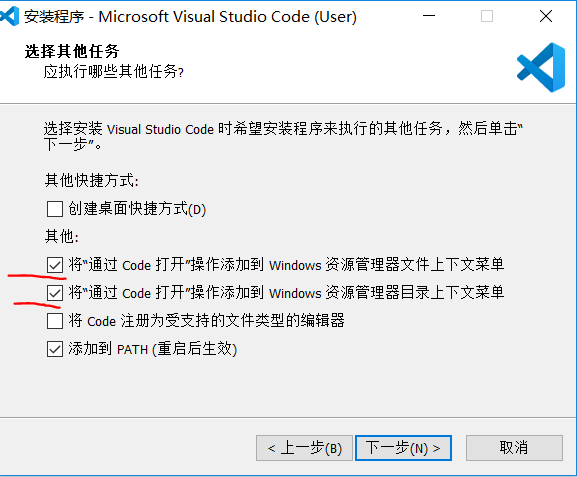 安装程序 - Microsoft Visual Studio Code (User)
选择其他任务
应执行哪些其他任务?
选择安装 Visual Studio Code 时希望安装程序来执行的其他任务，然后单击“
下一步”。
其他快捷方式:
创建桌面快捷方式(D)
其他:
将“通过 Code 打开”操作添加到 Windows 资源管理器文件上下文菜单
将“通过 Code 打开”操作添加到 Windows 资源管理器目录上下文菜单
将 Code 注册为受支持的文件类型的编辑器
添加到 PATH (重启后生效)
< 上一步(B) 下一步(N) > 取消